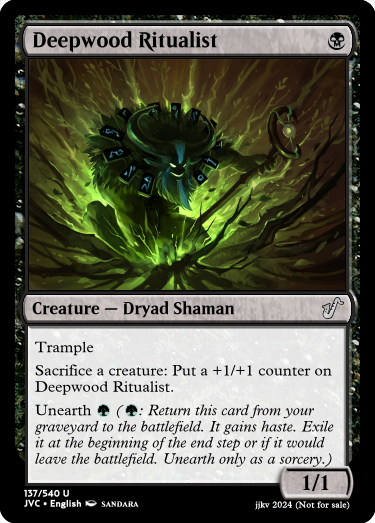 Deepwood Ritualist
Creature — Dryad Shaman
Trample
Sacrifice a creature: Put a +1/+1 counter on
Deepwood Ritualist.
Unearth (: Return this card from your
graveyard to the battlefield. It gains haste. Exile
it at the beginning of the end step or if it would
leave the battlefield. Unearth only as a sorcery.)
1/1
137/540 U
JVC • English SANDARA
jjkv 2024 (Not for sale)